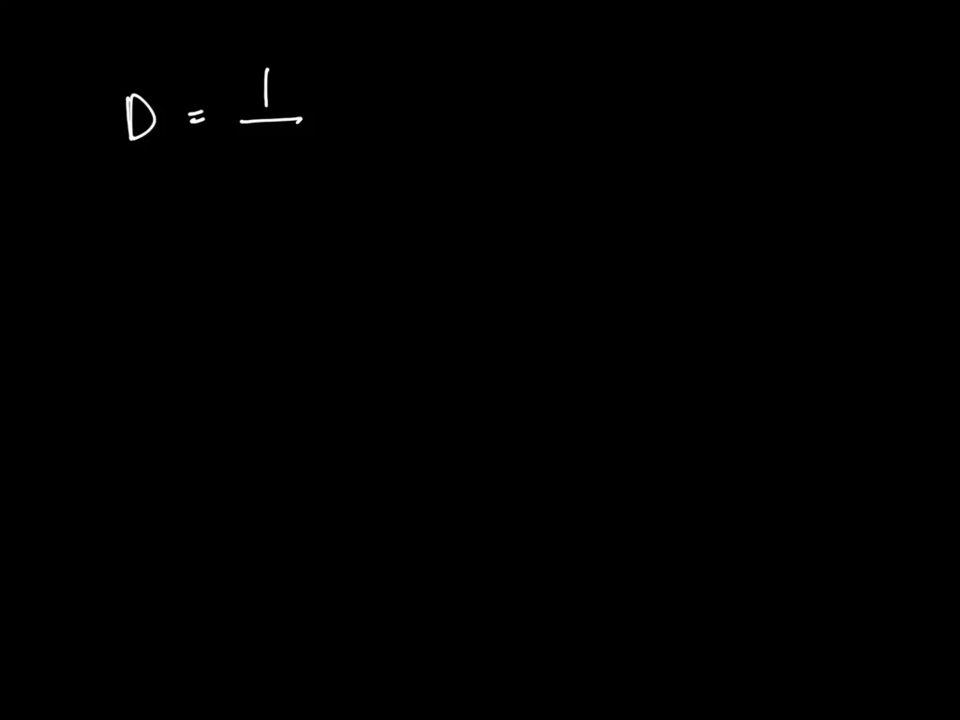 D = 1/